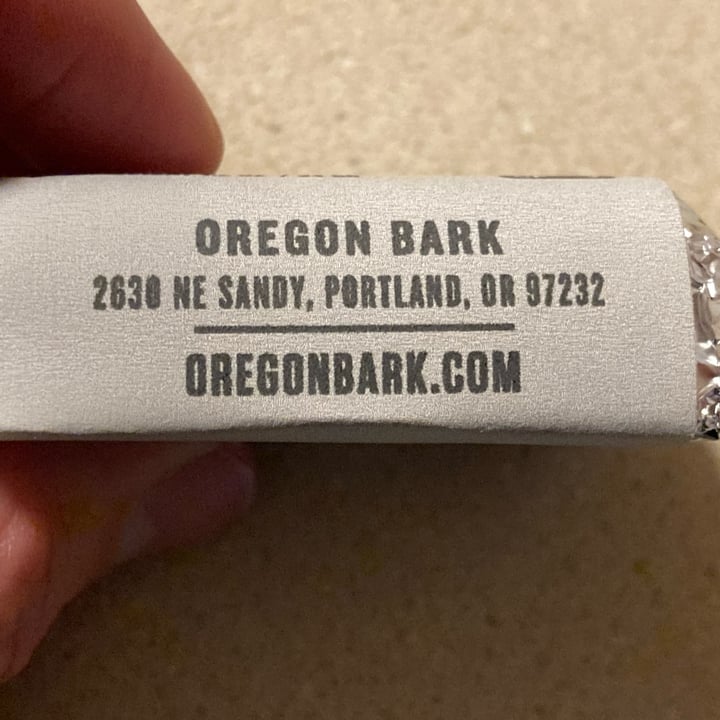 OREGON BARK
2630 NE SANDY, PORTLAND, OR 97232
OREGONBARK.COM